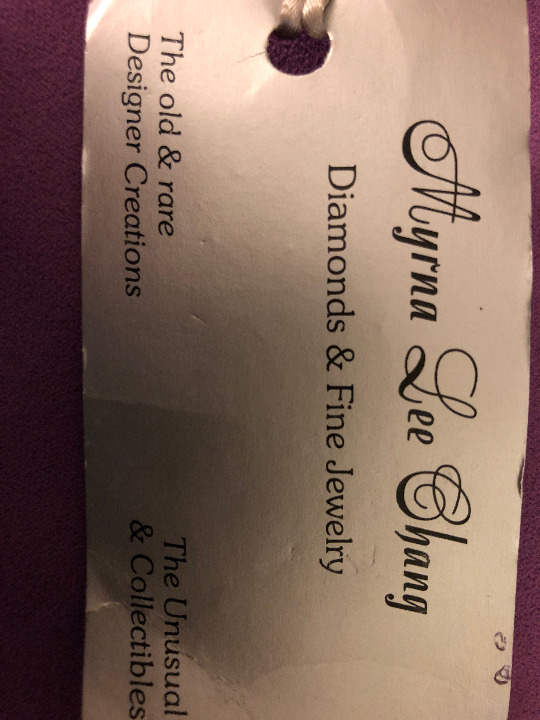 Myrna Lee Chang
Diamonds & Fine Jewelry
The old & rare
Designer Creations
The Unusual
& Collectibles